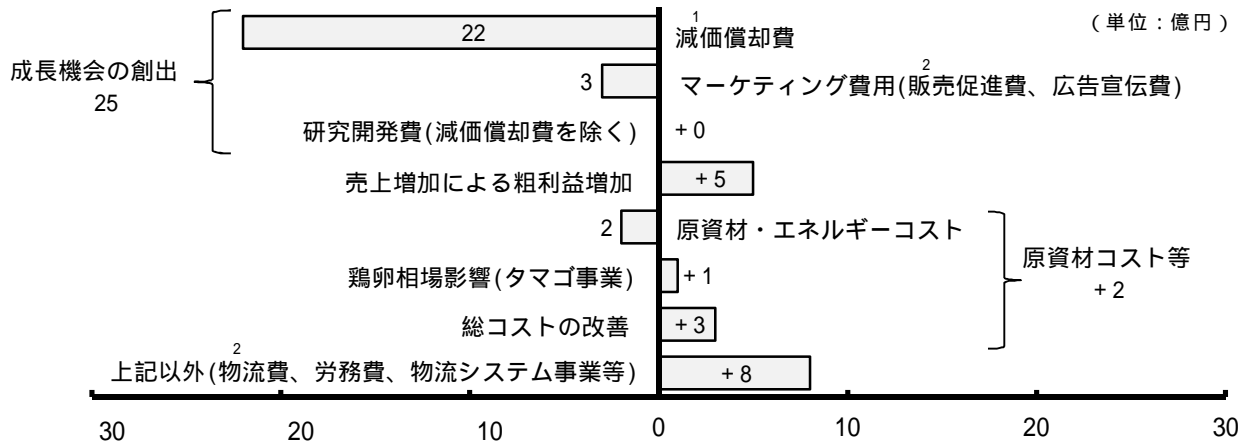 (単位:億円)
1
22 減価償却費
成長機会の創出
25
2
3 マーケティング費用(販売促進費、広告宣伝費)
研究開発費(減価償却費を除く) +0
売上増加による粗利益増加 +5
2 原資材・エネルギーコスト
鶏卵相場影響(タマゴ事業) +1
総コストの改善 +3
原資材コスト等
+2
2
上記以外(物流費、労務費、物流システム事業等) +8
30 20 10 0 10 20 30